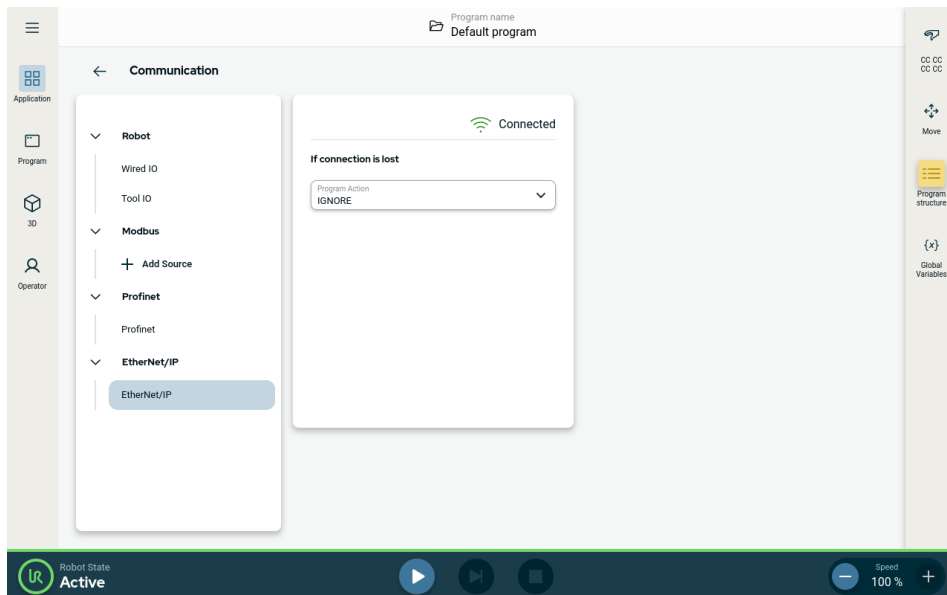 Program name
Default program
Application
Program
3D
Operator
Communication
Robot
Wired IO
Tool IO
Modbus
Add Source
Profinet
Profinet
EtherNet/IP
EtherNet/IP
Connected
If connection is lost
Program Action
IGNORE
CC CC
CC CC
Move
Program
structure
{x}
Global
Variables
UR
Robot State
Active
Speed
100 %